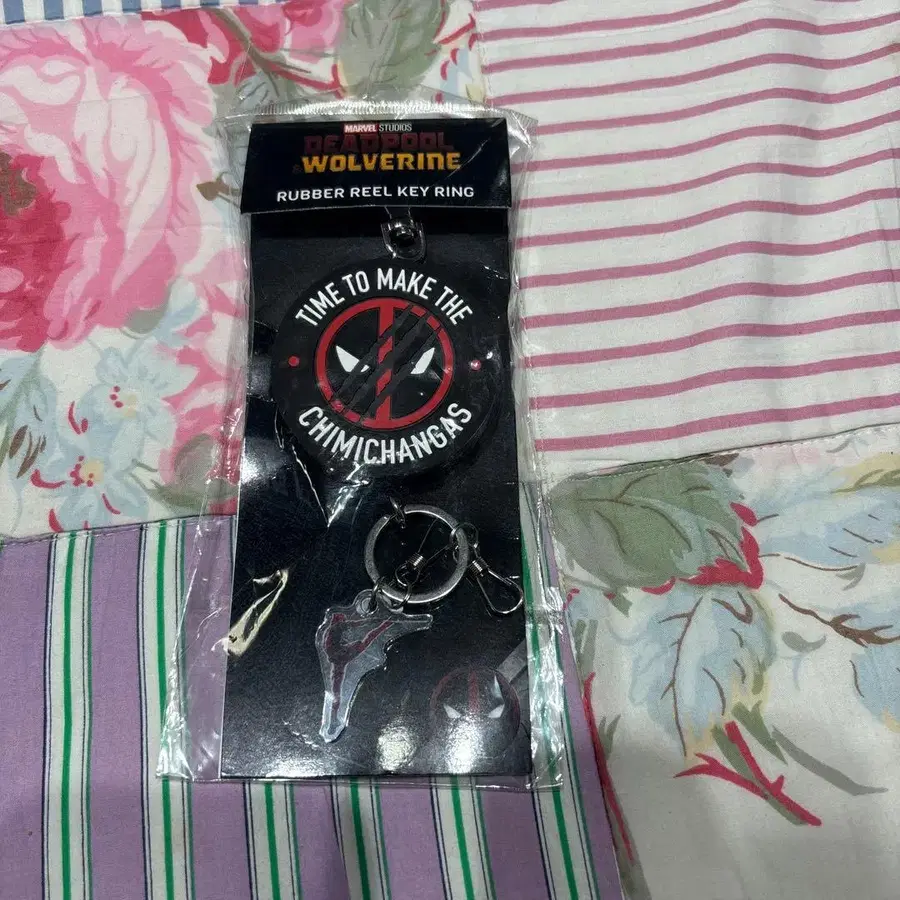 MARVEL STUDIOS
DEADPOOL
& WOLVERINE
RUBBER REEL KEY RING
TIME TO MAKE THE
CHIMICHANGAS